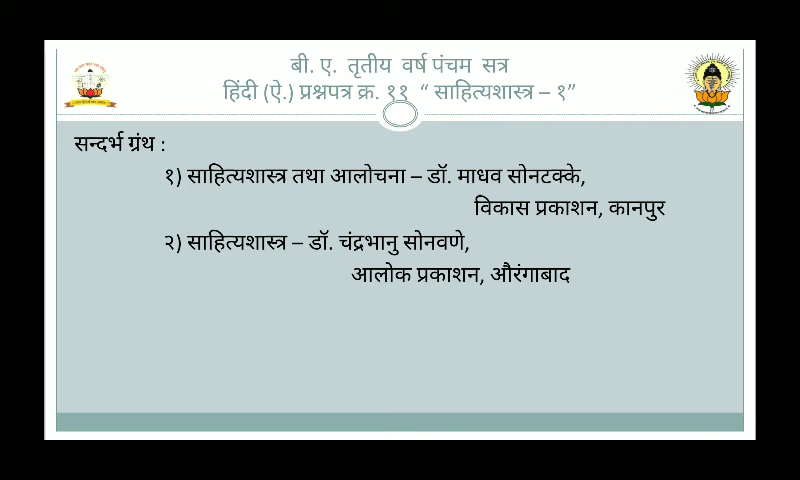 बी. ए. तृतीय वर्ष पंचम सत्र
हिंदी (ऐ.) प्रश्नपत्र क्र. ११ “ साहित्यशास्त्र – १”
सन्दर्भ ग्रंथ :
१) साहित्यशास्त्र तथा आलोचना – डॉ. माधव सोनटक्के,
विकास प्रकाशन, कानपुर
२) साहित्यशास्त्र – डॉ. चंद्रभानु सोनवणे,
आलोक प्रकाशन, औरंगाबाद